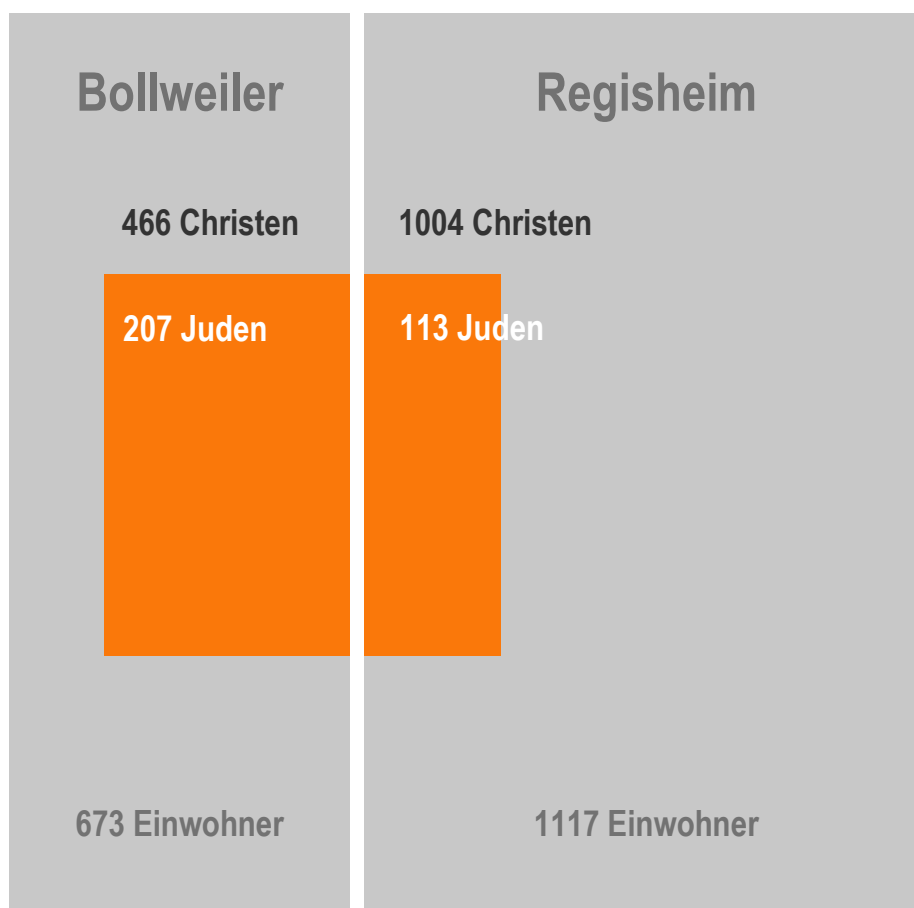 Bollweiler
Regisheim
466 Christen
1004 Christen
207 Juden
113 Juden
673 Einwohner
1117 Einwohner